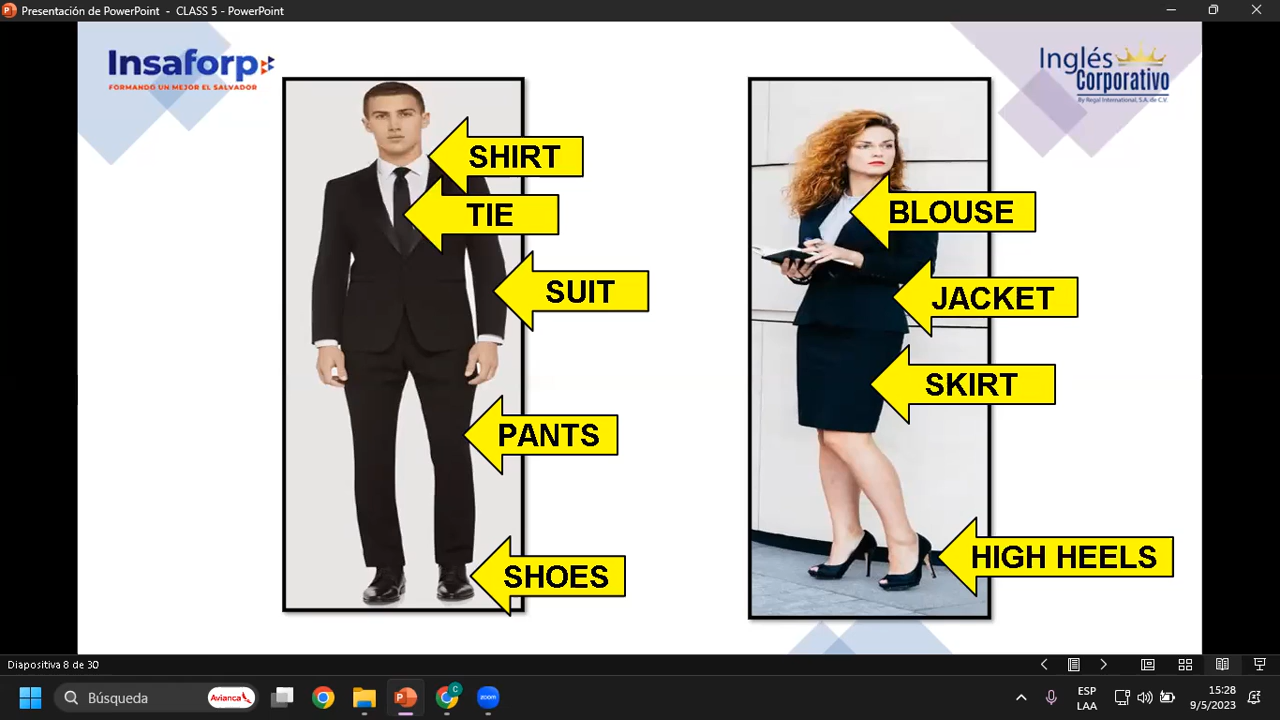 Presentación de PowerPoint - CLASS 5 - PowerPoint
Insaforp
FORMANDO UN MEJOR EL SALVADOR
Inglés
Corporativo
By Regal International, S.A. de C.V.
SHIRT
TIE
SUIT
PANTS
SHOES
BLOUSE
JACKET
SKIRT
HIGH HEELS
Diapositiva 8 de 30
Búsqueda
Avianca
C
zoom
ESP
LAA
15:28
9/5/2023